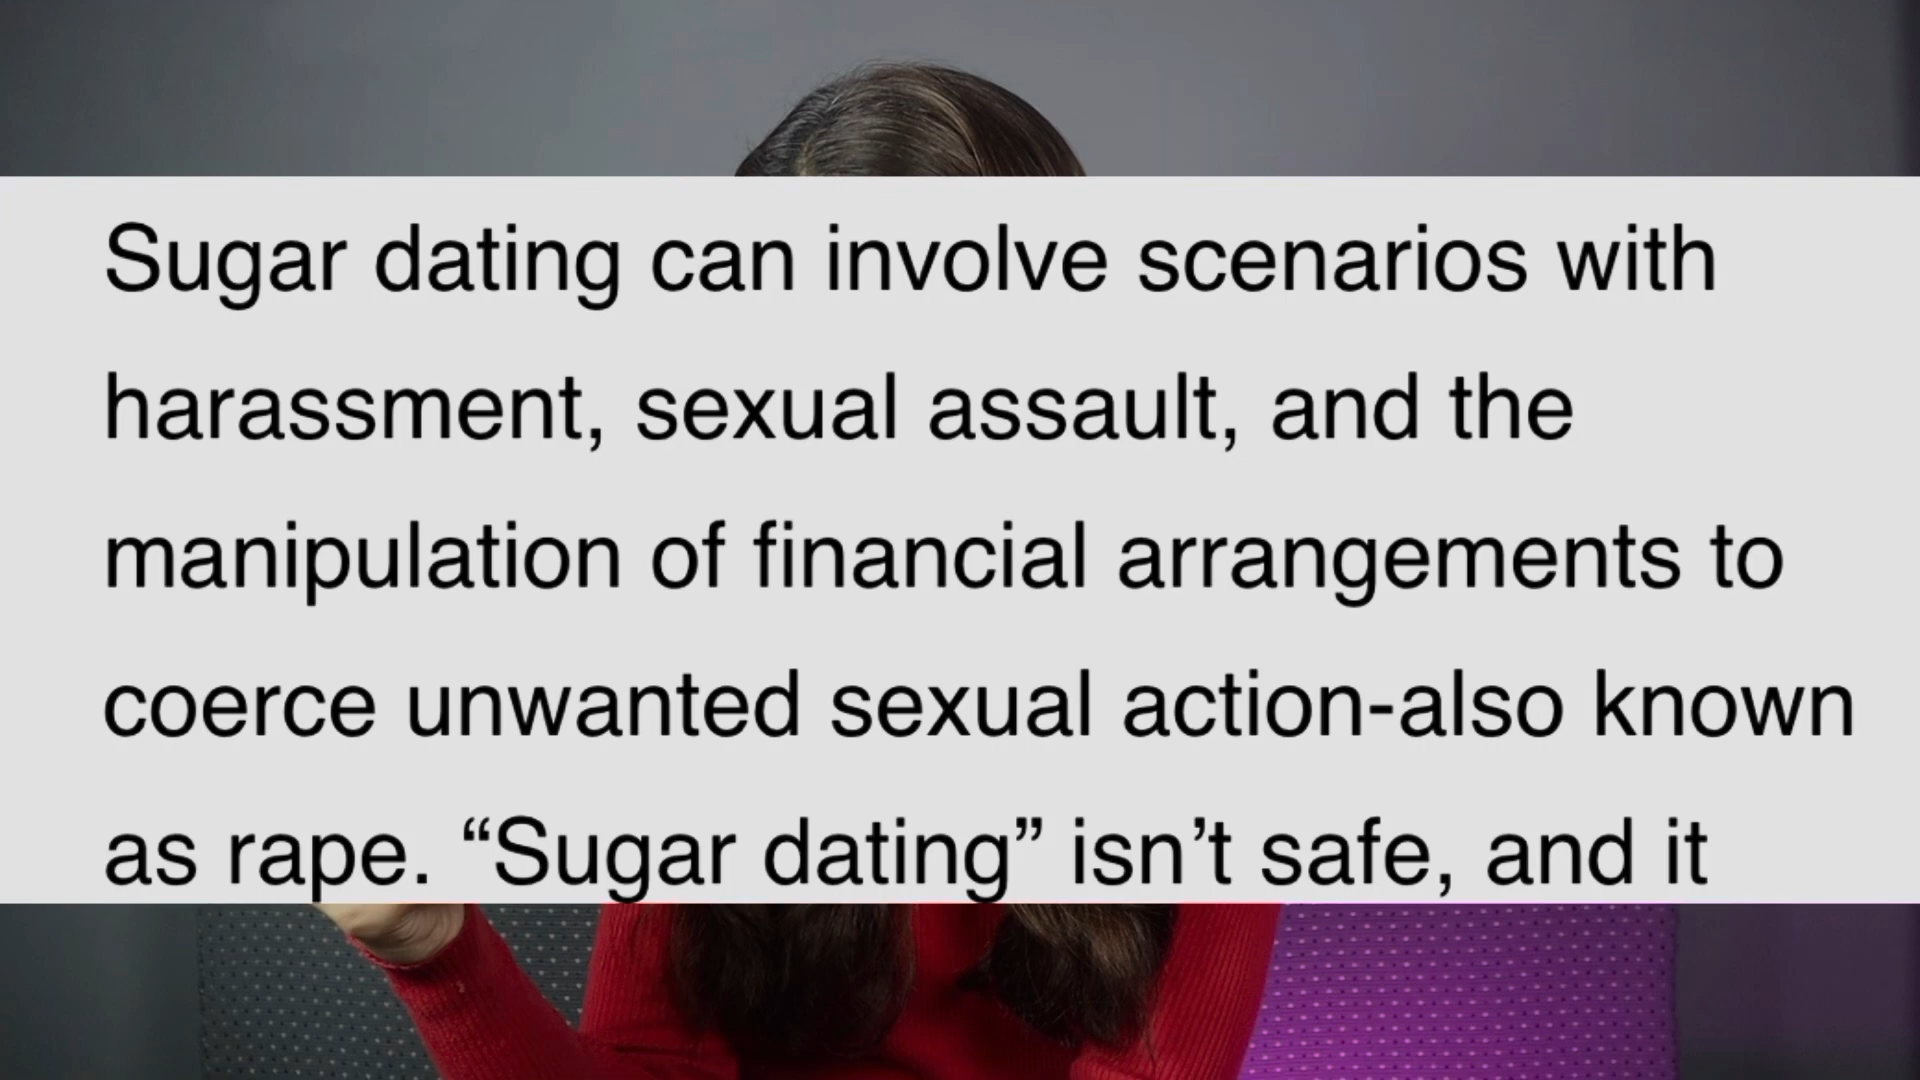 Sugar dating can involve scenarios with
harassment, sexual assault, and the
manipulation of financial arrangements to
coerce unwanted sexual action-also known
as rape. “Sugar dating” isn’t safe, and it